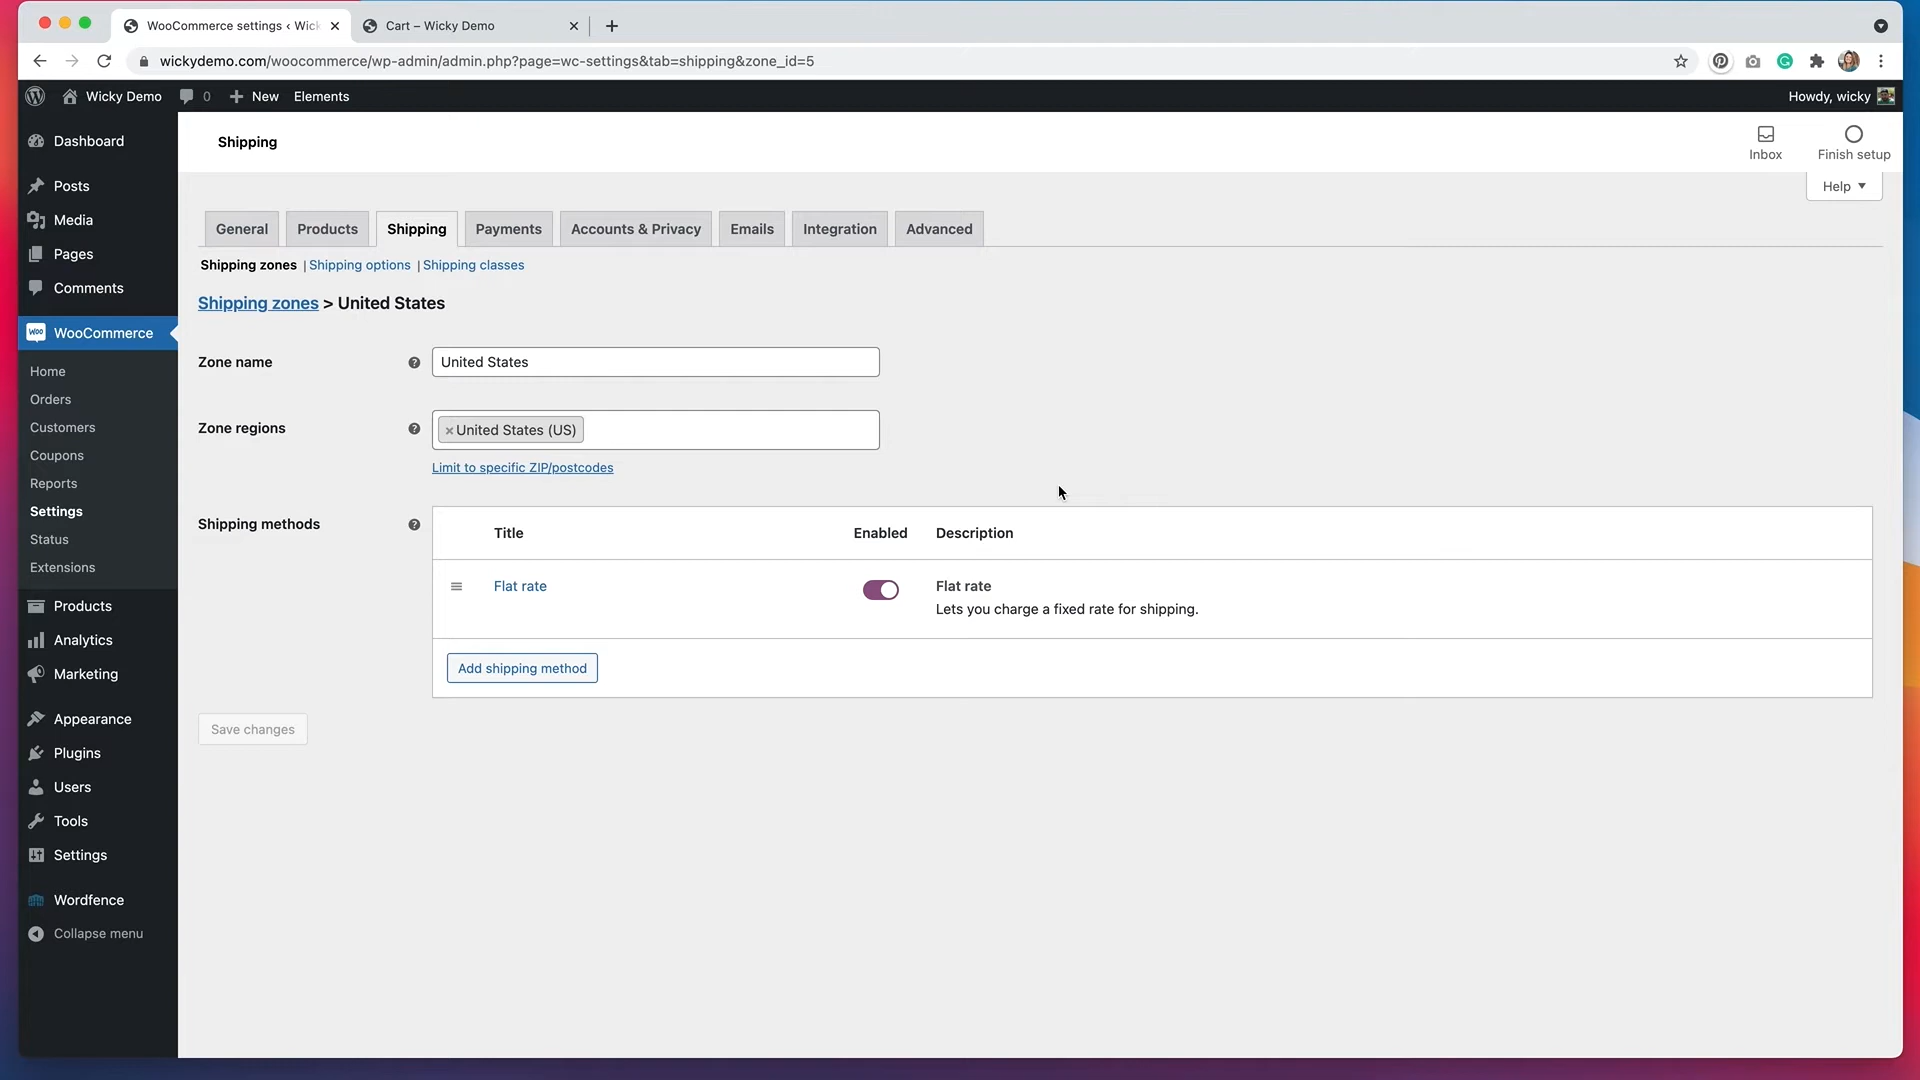 WooCommerce settings ‹ Wick
Cart – Wicky Demo
wickydemo.com/woocommerce/wp-admin/admin.php?page=wc-settings&tab=shipping&zone_id=5
Wicky Demo
0
New
Elements
Howdy, wicky
Dashboard
Posts
Media
Pages
Comments
WooCommerce
Home
Orders
Customers
Coupons
Reports
Settings
Status
Extensions
Products
Analytics
Marketing
Appearance
Plugins
Users
Tools
Settings
Wordfence
Collapse menu
Shipping
Inbox
Finish setup
Help
General
Products
Shipping
Payments
Accounts & Privacy
Emails
Integration
Advanced
Shipping zones | Shipping options | Shipping classes
Shipping zones > United States
Zone name
United States
Zone regions
×United States (US)
Limit to specific ZIP/postcodes
Shipping methods
Title
Enabled
Description
Flat rate
Flat rate
Lets you charge a fixed rate for shipping.
Add shipping method
Save changes